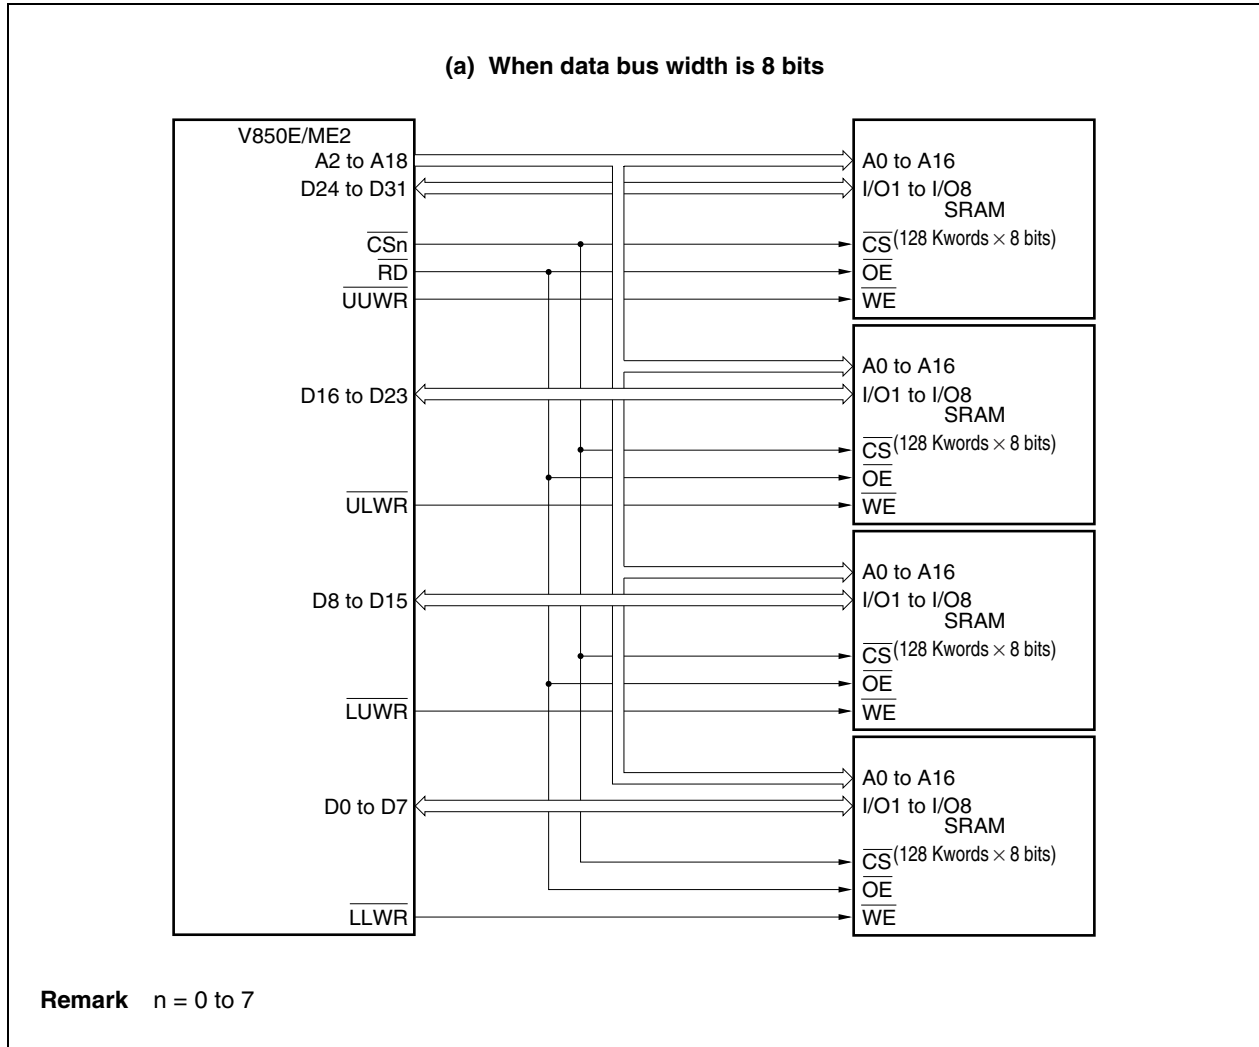 (a) When data bus width is 8 bits
V850E/ME2
A2 to A18
D24 to D31
CSn
RD
UUWR
A0 to A16
I/O1 to I/O8
SRAM
CS (128 Kwords × 8 bits)
OE
WE
D16 to D23
ULWR
A0 to A16
I/O1 to I/O8
SRAM
CS (128 Kwords × 8 bits)
OE
WE
D8 to D15
LUWR
A0 to A16
I/O1 to I/O8
SRAM
CS (128 Kwords × 8 bits)
OE
WE
D0 to D7
LLWR
A0 to A16
I/O1 to I/O8
SRAM
CS (128 Kwords × 8 bits)
OE
WE
Remark n = 0 to 7